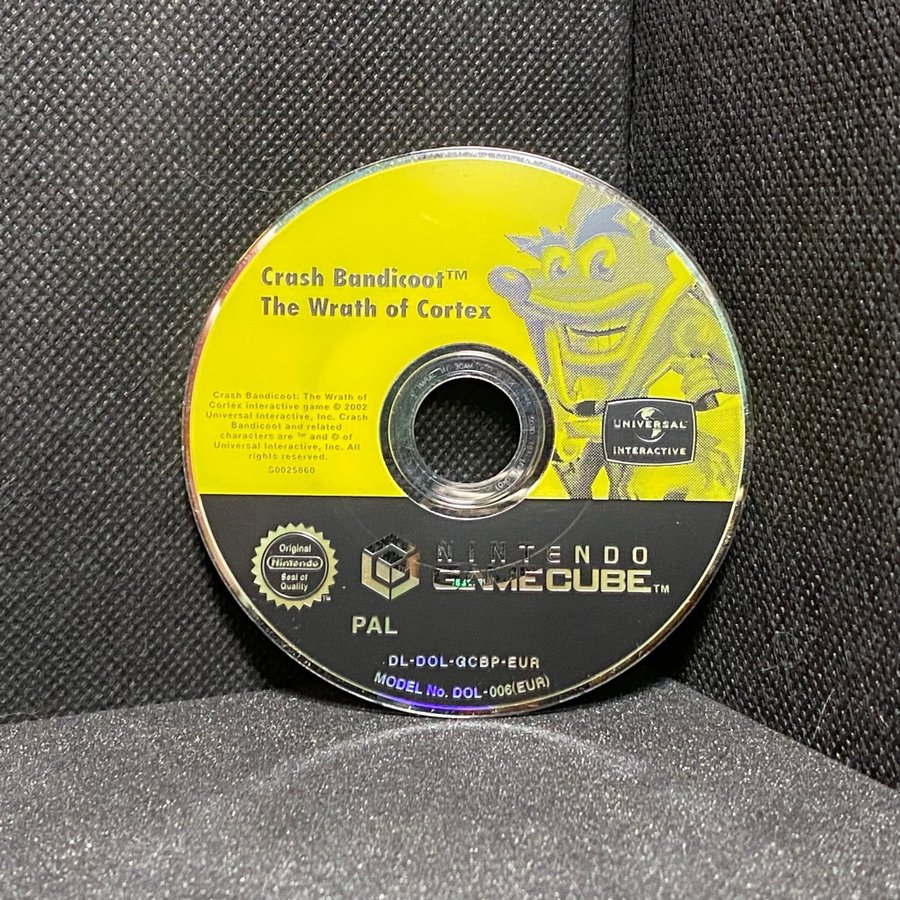 Crash Bandicoot™
The Wrath of Cortex
Crash Bandicoot: The Wrath of
Cortex interactive game © 2002
Universal Interactive, Inc. Crash
Bandicoot and related
characters are ™ and © of
Universal Interactive, Inc. All
rights reserved.
S0025860
UNIVERSAL
INTERACTIVE
Original
Nintendo
Seal of
Quality
™
NINTENDO
GAMECUBE™
PAL
DL-DOL-GCBP-EUR
MODEL No. DOL-006(EUR)